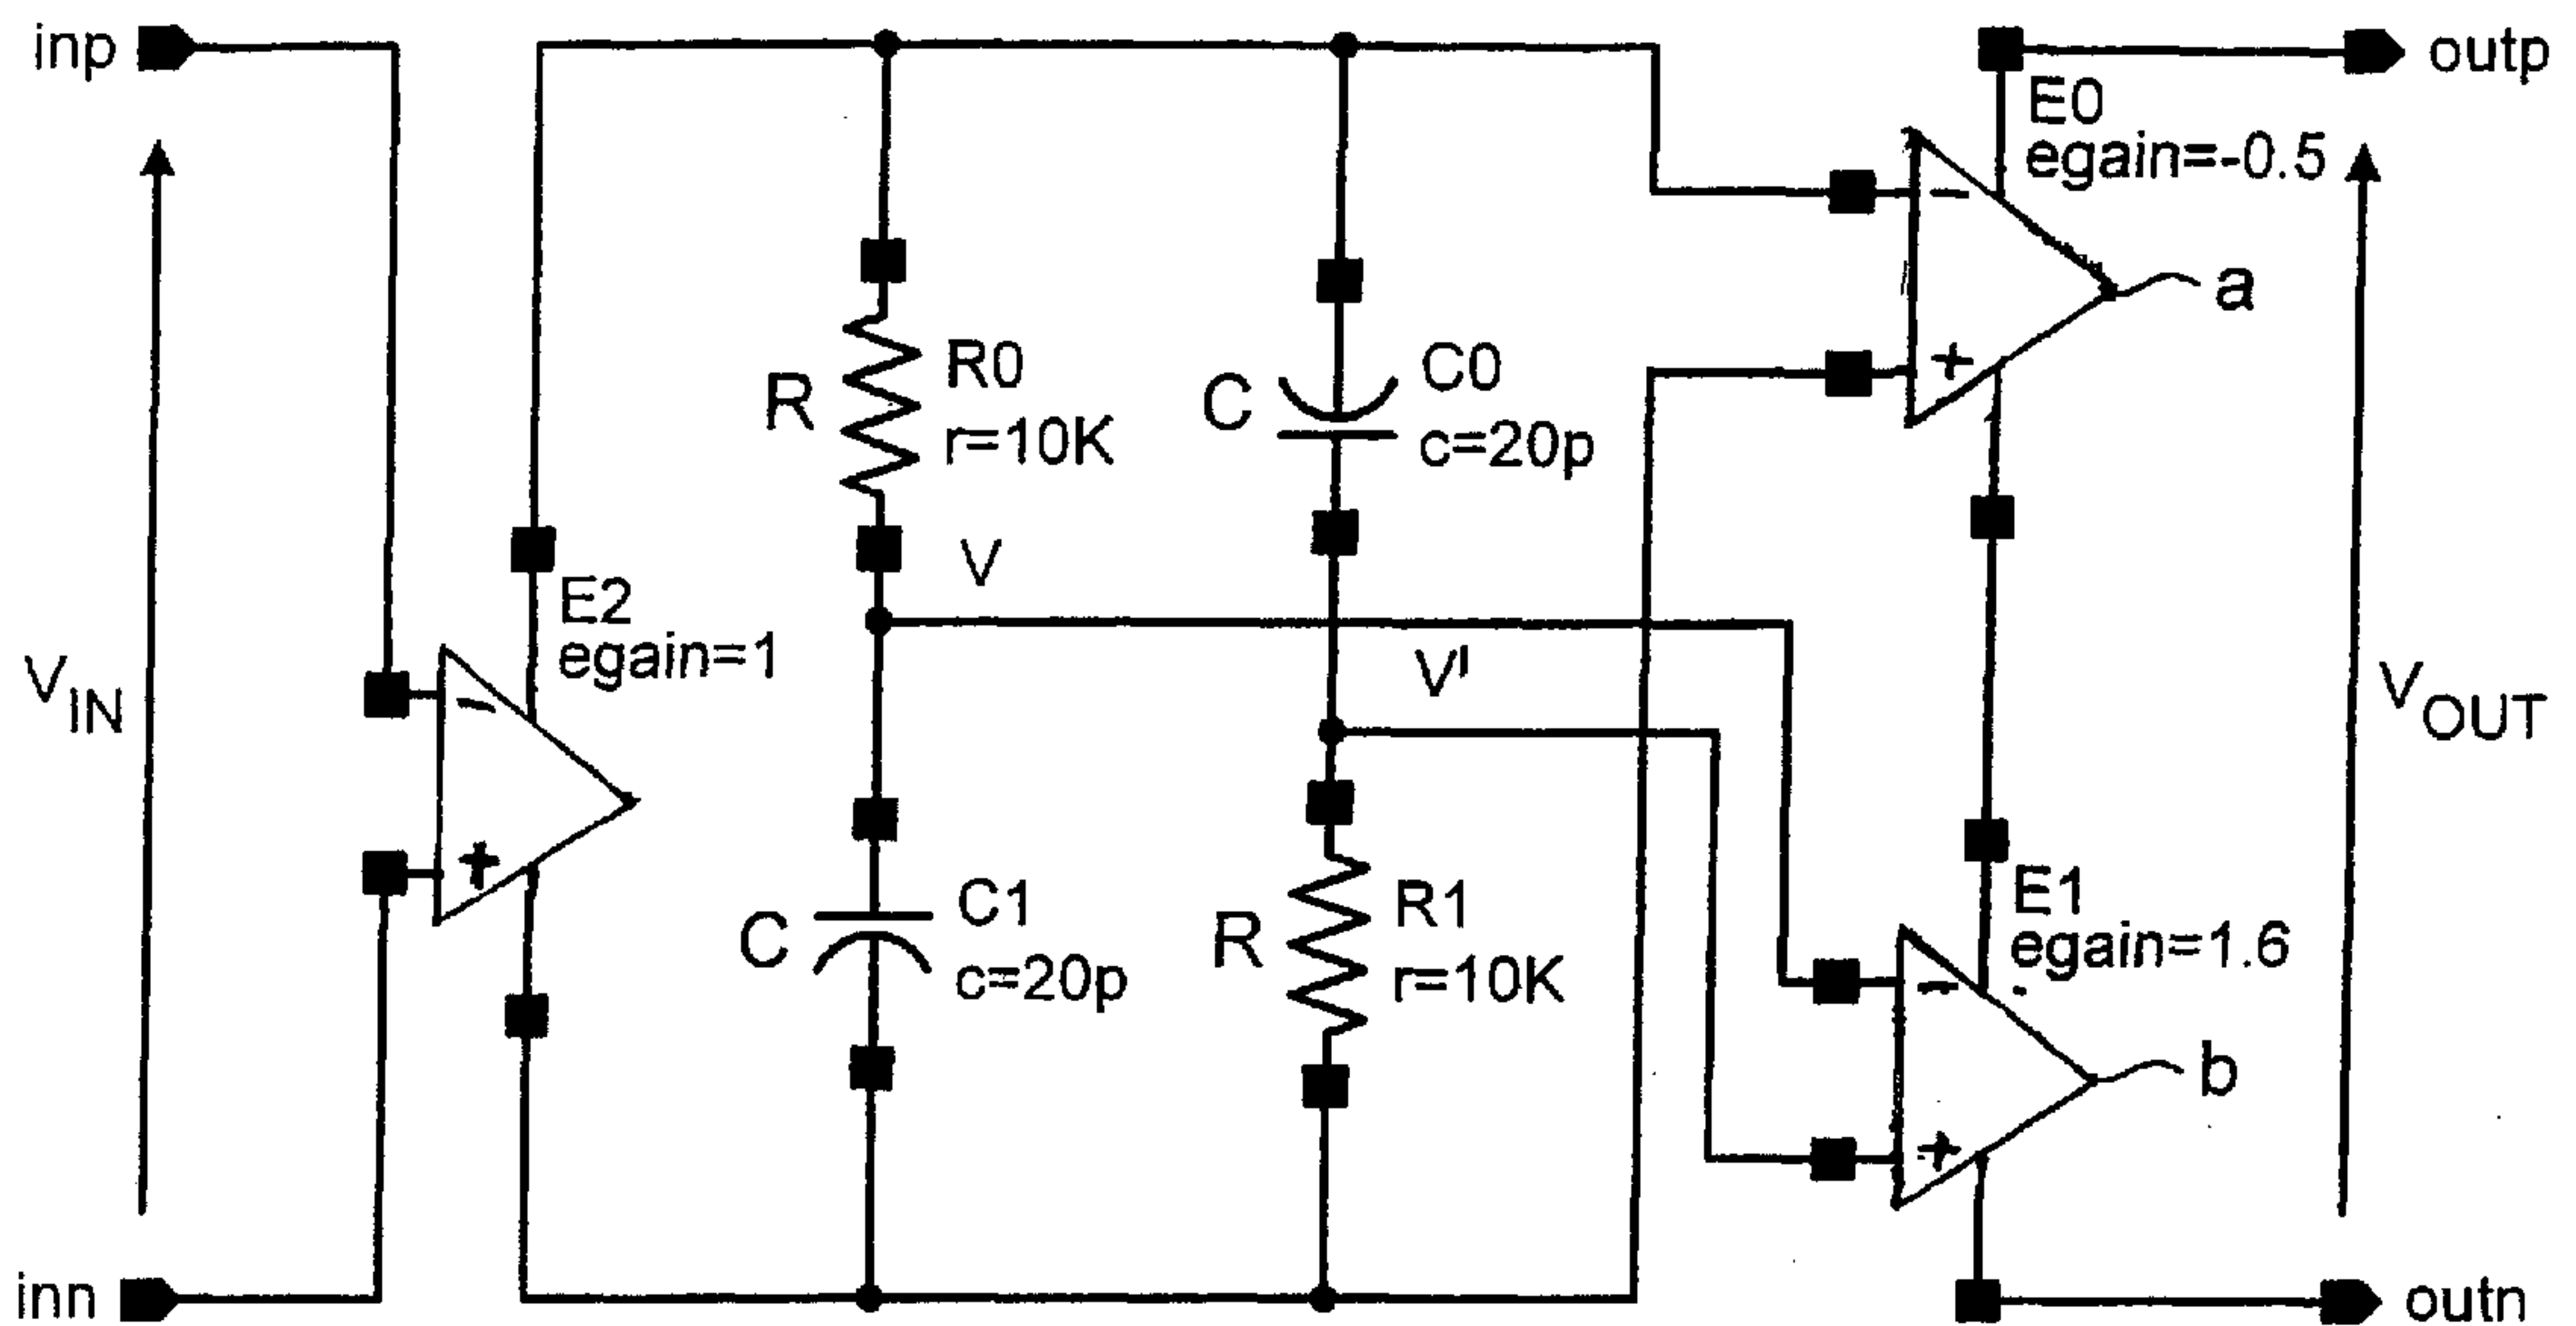 inp
outp
E0
egain=-0.5
−
a
R
R0
r=10K
C
C0
c=20p
+
V
E2
egain=1
V'
VIN
−
VOUT
+
C
C1
c=20p
R
R1
r=10K
E1
egain=1.6
−
b
+
inn
outn